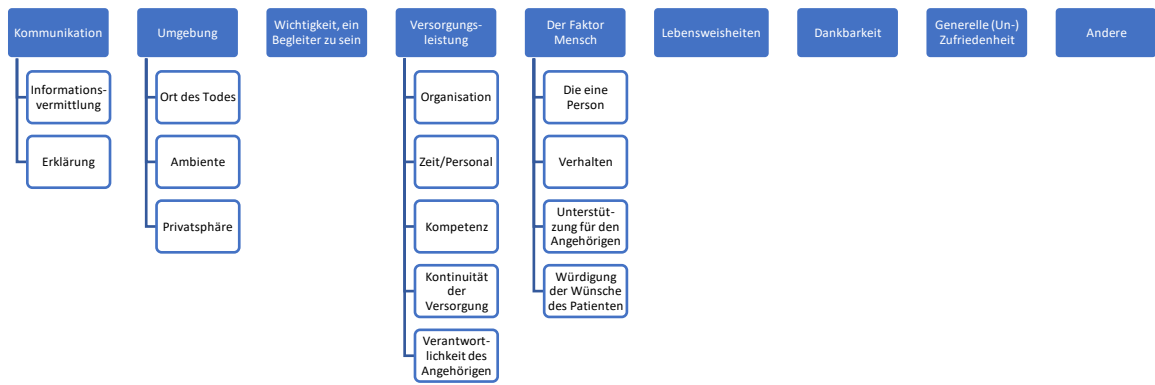 Kommunikation
Informations-
vermittlung
Erklärung
Umgebung
Ort des Todes
Ambiente
Privatsphäre
Wichtigkeit, ein
Begleiter zu sein
Versorgungs-
leistung
Organisation
Zeit/Personal
Kompetenz
Kontinuität
der
Versorgung
Verantwort-
lichkeit des
Angehörigen
Der Faktor
Mensch
Die eine
Person
Verhalten
Unterstüt-
zung für den
Angehörigen
Würdigung
der Wünsche
des Patienten
Lebensweisheiten
Dankbarkeit
Generelle (Un-)
Zufriedenheit
Andere